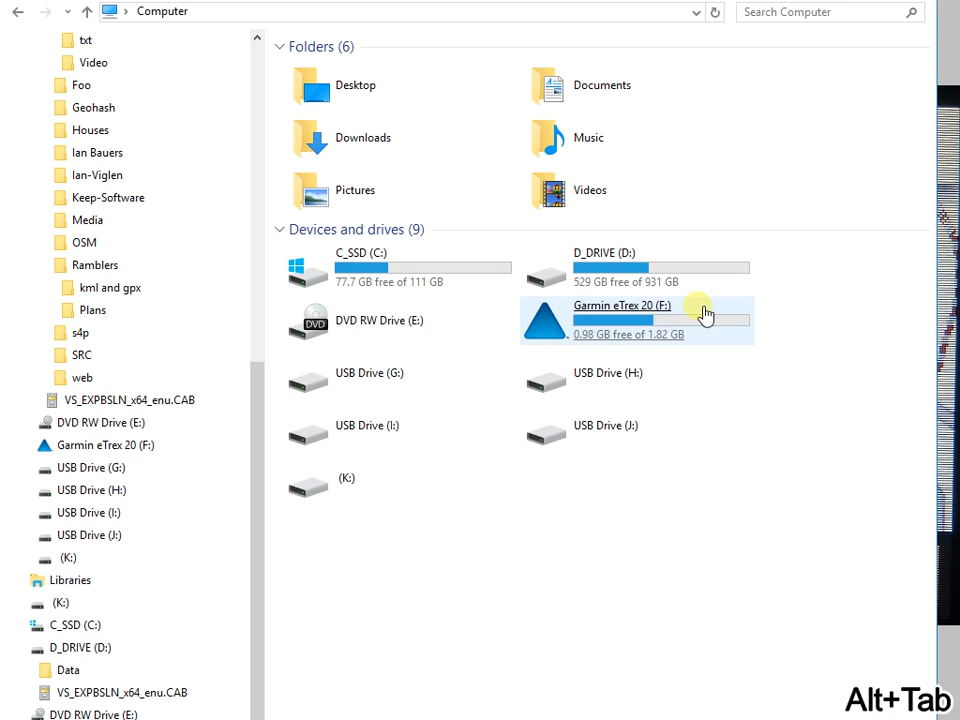 Computer
Search Computer
txt
Video
Foo
Geohash
Houses
Ian Bauers
Ian-Viglen
Keep-Software
Media
OSM
Ramblers
kml and gpx
Plans
s4p
SRC
web
VS_EXPBSLN_x64_enu.CAB
DVD RW Drive (E:)
Garmin eTrex 20 (F:)
USB Drive (G:)
USB Drive (H:)
USB Drive (I:)
USB Drive (J:)
(K:)
Libraries
(K:)
C_SSD (C:)
D_DRIVE (D:)
Data
VS_EXPBSLN_x64_enu.CAB
DVD RW Drive (E:)
Folders (6)
Desktop
Documents
Downloads
Music
Pictures
Videos
Devices and drives (9)
C_SSD (C:)
77.7 GB free of 111 GB
D_DRIVE (D:)
529 GB free of 931 GB
DVD
DVD RW Drive (E:)
Garmin eTrex 20 (F:)
0.98 GB free of 1.82 GB
USB Drive (G:)
USB Drive (H:)
USB Drive (I:)
USB Drive (J:)
(K:)
Alt+Tab